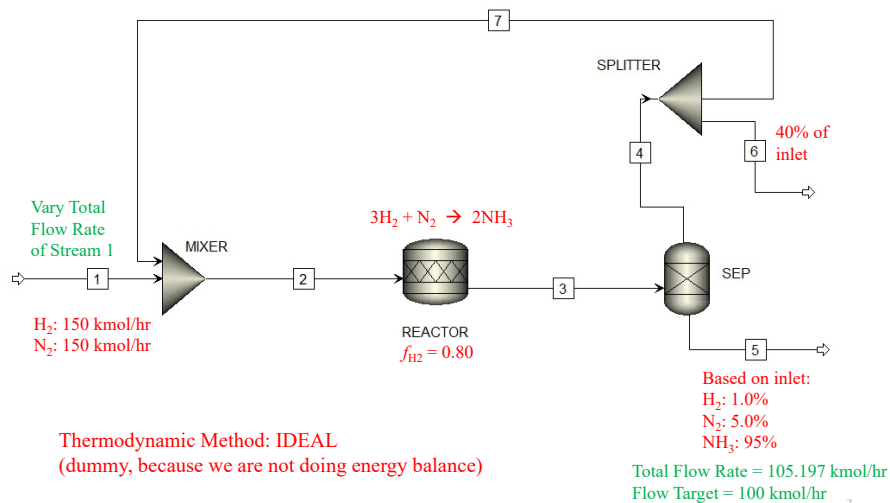 7
SPLITTER
4
6
40% of
inlet
Vary Total
Flow Rate
of Stream 1
MIXER
3H₂ + N₂ → 2NH₃
1
2
3
SEP
H₂: 150 kmol/hr
N₂: 150 kmol/hr
REACTOR
f_H2 = 0.80
5
Based on inlet:
H₂: 1.0%
N₂: 5.0%
NH₃: 95%
Thermodynamic Method: IDEAL
(dummy, because we are not doing energy balance)
Total Flow Rate = 105.197 kmol/hr
Flow Target = 100 kmol/hr